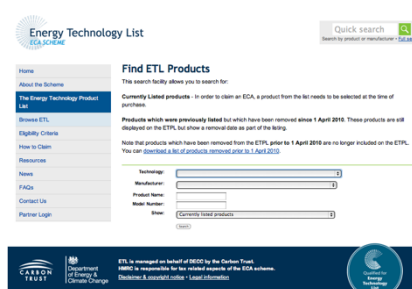 Energy Technology List
ECA SCHEME
Quick search
Search by product or manufacturer • Full
Home
About the Scheme
The Energy Technology Product
List
Browse ETL
Eligibility Criteria
How to Claim
Resources
News
FAQs
Contact Us
Partner Login
Find ETL Products
This search facility allows you to search for:
Currently Listed products - In order to claim an ECA, a product from the list needs to be selected at the time of
purchase.
Products which were previously listed but which have been removed since 1 April 2010. These products are still
displayed on the ETPL but show a removal date as part of the listing.
Note that products which have been removed from the ETPL prior to 1 April 2010 are no longer included on the ETPL.
You can download a list of products removed prior to 1 April 2010.
Technology:
Manufacturer:
Product Name:
Model Number:
Show: Currently listed products
Search
CARBON
TRUST
Department
of Energy &
Climate Change
ETL is managed on behalf of DECC by the Carbon Trust.
HMRC is responsible for tax related aspects of the ECA scheme.
Disclaimer & copyright notice • Legal information
Qualified for
Energy
Technology
List